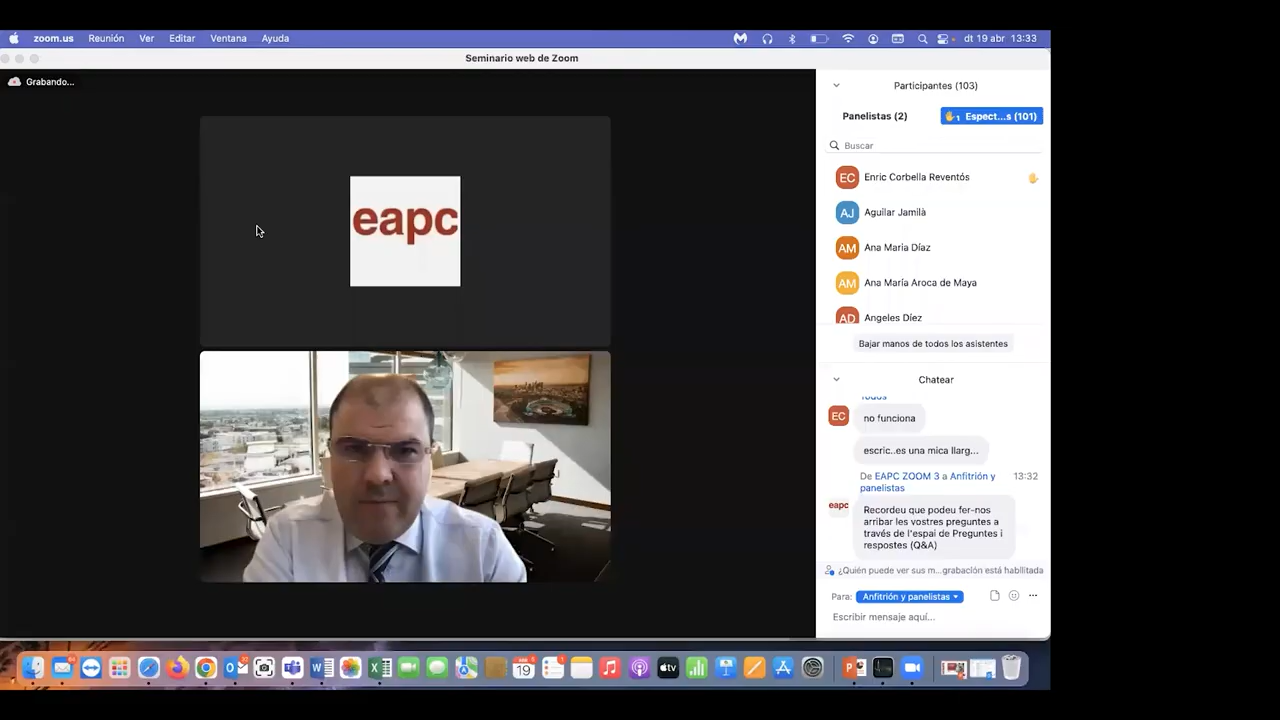 zoom.us Reunión Ver Editar Ventana Ayuda dt 19 abr 13:33
Seminario web de Zoom
Grabando...
eapc
Participantes (103)
Panelistas (2) 1 Espect...s (101)
Buscar
EC Enric Corbella Reventós
AJ Aguilar Jamilà
AM Ana Maria Díaz
AM Ana María Aroca de Maya
AD Angeles Díez
Bajar manos de todos los asistentes
Chatear
Todos
EC no funciona
escric..es una mica llarg...
De EAPC ZOOM 3 a Anfitrión y 13:32
panelistas
eapc Recordeu que podeu fer-nos
arribar les vostres preguntes a
través de l'espai de Preguntes i
respostes (Q&A)
¿Quién puede ver sus m...grabación está habilitada
Para: Anfitrión y panelistas
Escribir mensaje aquí...
19
tv